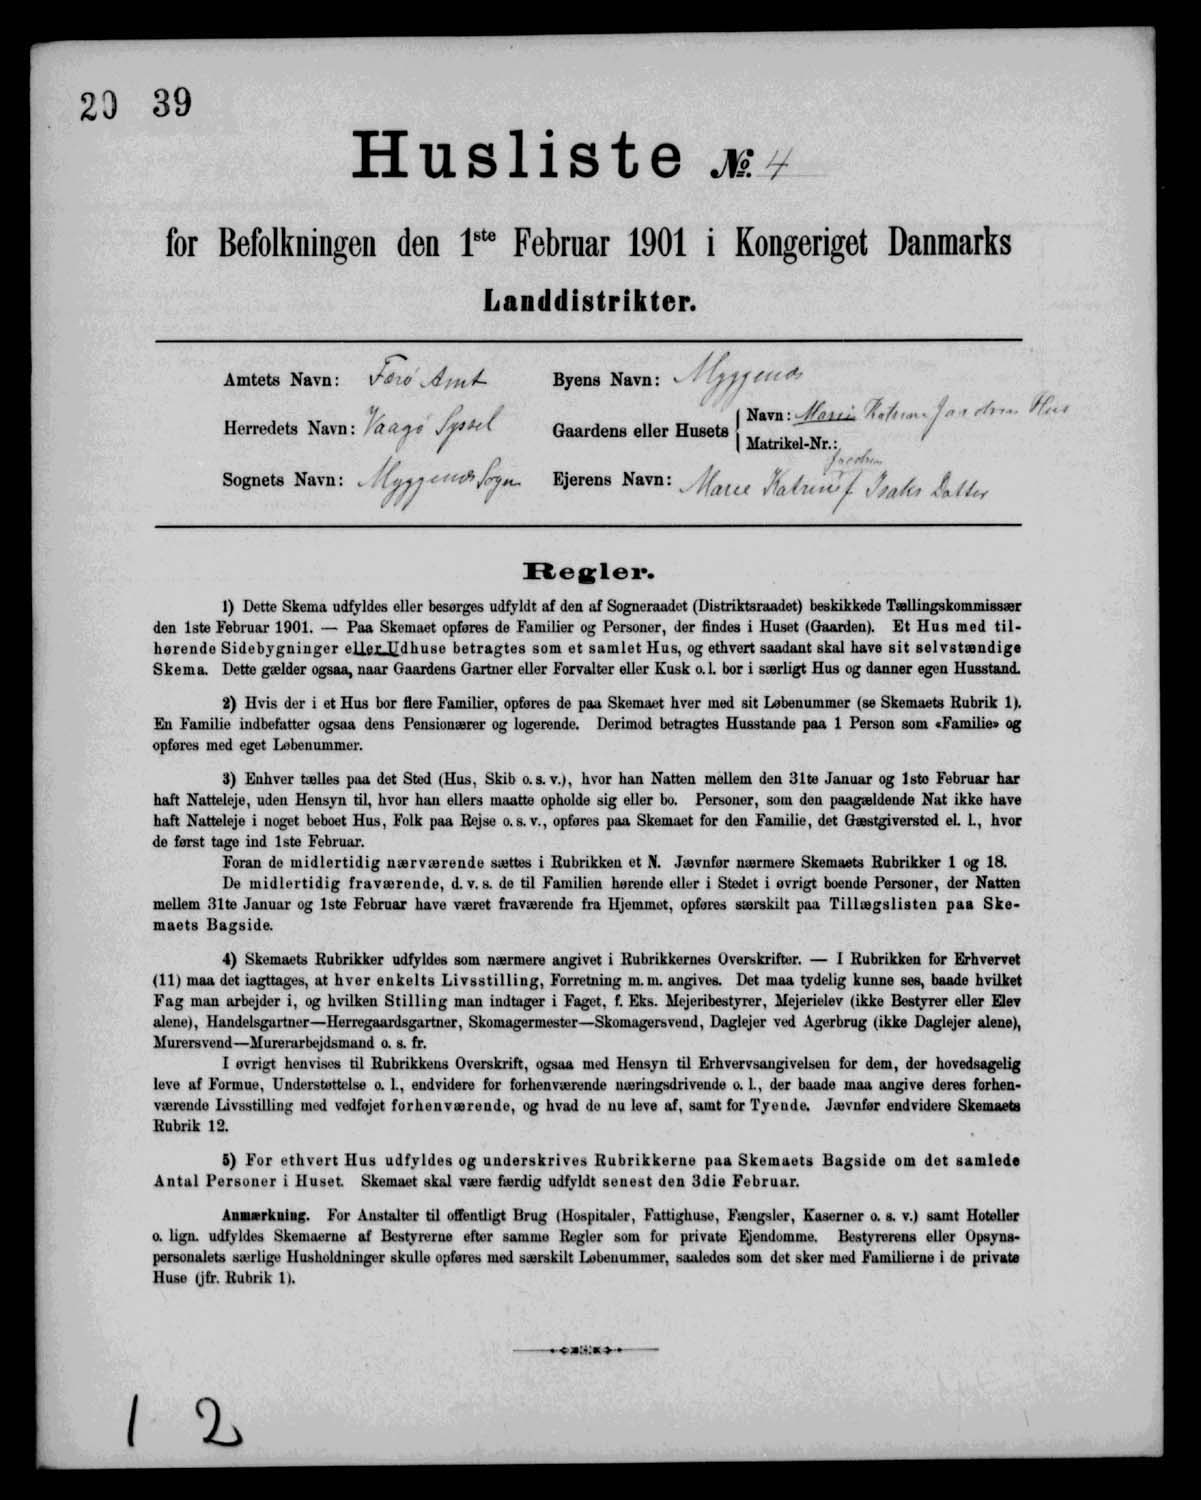 20 39
Husliste No. 4
for Befolkningen den 1ste Februar 1901 i Kongeriget Danmarks
Landdistrikter.
Amtets Navn: Færø Amt
Herredets Navn: Vaagø Syssel
Sognets Navn: Myggenæs Sogn
Byens Navn: Myggenæs
Gaardens eller Husets { Navn: Marie Katrine Jacobsens Hus
Matrikel-Nr.:
Jacobsen
Ejerens Navn: Marie Katrine f Isaks Datter
Regler.
1) Dette Skema udfyldes eller besørges udfyldt af den af Sogneraadet (Distriktsraadet) beskikkede Tællingskommissær
den 1ste Februar 1901. — Paa Skemaet opføres de Familier og Personer, der findes i Huset (Gaarden). Et Hus med til-
hørende Sidebygninger eller Udhuse betragtes som et samlet Hus, og ethvert saadant skal have sit selvstændige
Skema. Dette gælder ogsaa, naar Gaardens Gartner eller Forvalter eller Kusk o. l. bor i særligt Hus og danner egen Husstand.
2) Hvis der i et Hus bor flere Familier, opføres de paa Skemaet hver med sit Løbenummer (se Skemaets Rubrik 1).
En Familie indbefatter ogsaa dens Pensionærer og logerende. Derimod betragtes Husstande paa 1 Person som «Familie» og
opføres med eget Løbenummer.
3) Enhver tælles paa det Sted (Hus, Skib o. s. v.), hvor han Natten mellem den 31te Januar og 1ste Februar har
haft Natteleje, uden Hensyn til, hvor han ellers maatte opholde sig eller bo. Personer, som den paagældende Nat ikke have
haft Natteleje i noget beboet Hus, Folk paa Rejse o. s. v., opføres paa Skemaet for den Familie, det Gæstgiversted el. l., hvor
de først tage ind 1ste Februar.
Foran de midlertidig nærværende sættes i Rubrikken et N. Jævnfør nærmere Skemaets Rubrikker 1 og 18.
De midlertidig fraværende, d. v. s. de til Familien hørende eller i Stedet i øvrigt boende Personer, der Natten
mellem 31te Januar og 1ste Februar have været fraværende fra Hjemmet, opføres særskilt paa Tillægslisten paa Ske-
maets Bagside.
4) Skemaets Rubrikker udfyldes som nærmere angivet i Rubrikkernes Overskrifter. — I Rubrikken for Erhvervet
(11) maa det iagttages, at hver enkelts Livsstilling, Forretning m. m. angives. Det maa tydelig kunne ses, baade hvilket
Fag man arbejder i, og hvilken Stilling man indtager i Faget, f. Eks. Mejeribestyrer, Mejerielev (ikke Bestyrer eller Elev
alene), Handelsgartner—Herregaardsgartner, Skomagermester—Skomagersvend, Daglejer ved Agerbrug (ikke Daglejer alene),
Murersvend—Murerarbejdsmand o. s. fr.
I øvrigt henvises til Rubrikkens Overskrift, ogsaa med Hensyn til Erhvervsangivelsen for dem, der hovedsagelig
leve af Formue, Understøttelse o. l., endvidere for forhenværende næringsdrivende o. l., der baade maa angive deres forhen-
værende Livsstilling med vedføjet forhenværende, og hvad de nu leve af, samt for Tyende. Jævnfør endvidere Skemaets
Rubrik 12.
5) For ethvert Hus udfyldes og underskrives Rubrikkerne paa Skemaets Bagside om det samlede
Antal Personer i Huset. Skemaet skal være færdig udfyldt senest den 3die Februar.
Anmærkning. For Anstalter til offentligt Brug (Hospitaler, Fattighuse, Fængsler, Kaserner o. s. v.) samt Hoteller
o. lign. udfyldes Skemaerne af Bestyrerne efter samme Regler som for private Ejendomme. Bestyrerens eller Opsyns-
personalets særlige Husholdninger skulle opføres med særskilt Løbenummer, saaledes som det sker med Familierne i de private
Huse (jfr. Rubrik 1).
1 2